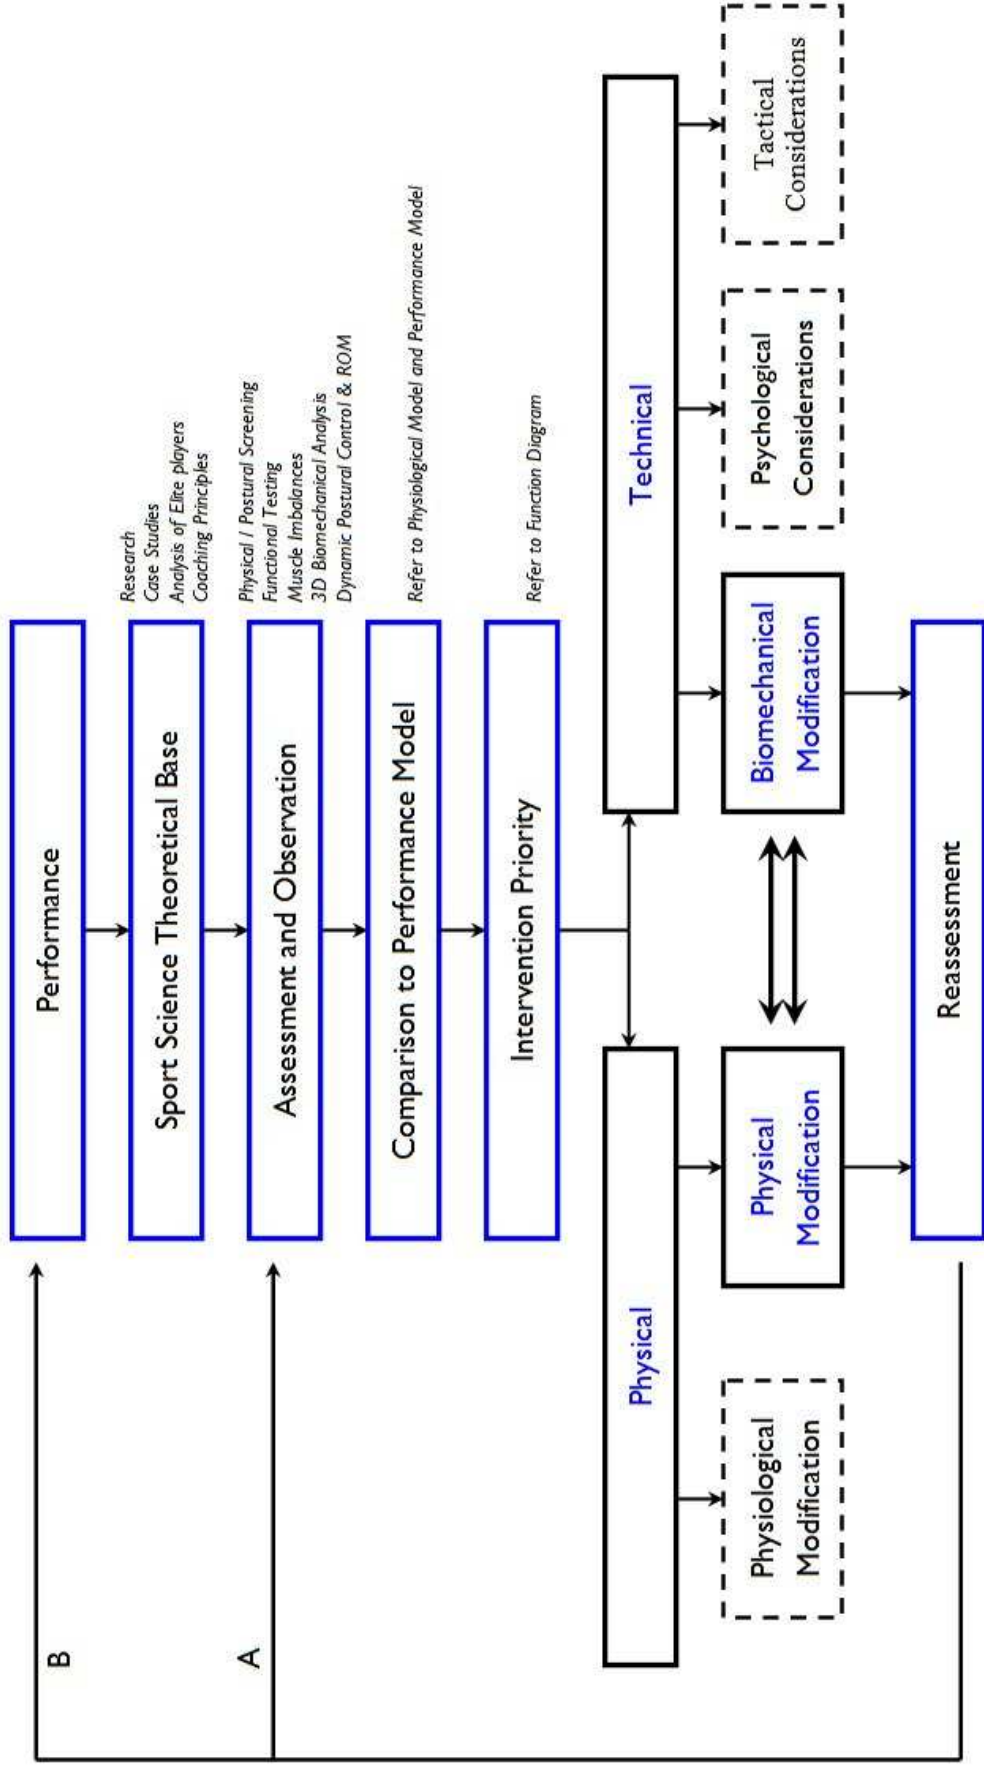 B
Performance
Research
Case Studies
Analysis of Elite players
Coaching Principles
Sport Science Theoretical Base
A
Physical / Postural Screening
Functional Testing
Muscle Imbalances
3D Biomechanical Analysis
Dynamic Postural Control & ROM
Assessment and Observation
Comparison to Performance Model
Refer to Physiological Model and Performance Model
Intervention Priority
Refer to Function Diagram
Physical
Technical
Physiological
Modification
Physical
Modification
Biomechanical
Modification
Psychological
Considerations
Tactical
Considerations
Reassessment